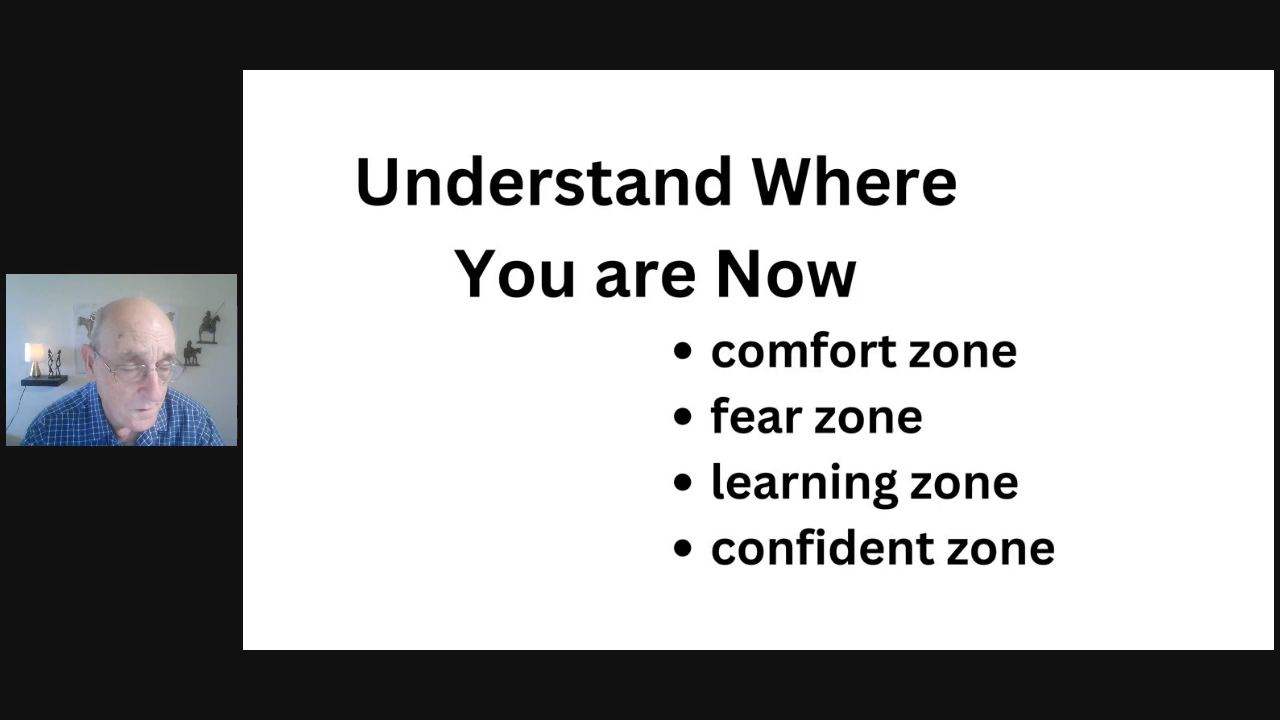 Understand Where
You are Now
• comfort zone
• fear zone
• learning zone
• confident zone